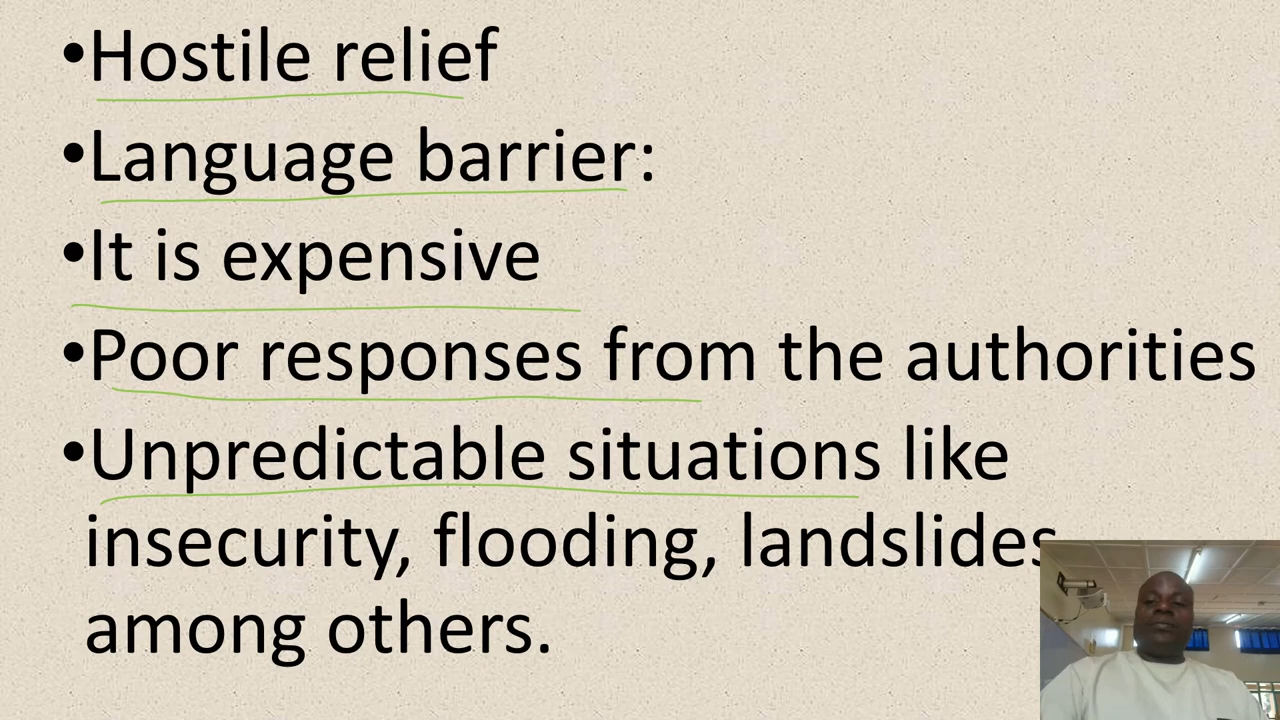 •Hostile relief
•Language barrier:
•It is expensive
•Poor responses from the authorities
•Unpredictable situations like
insecurity, flooding, landslides
among others.